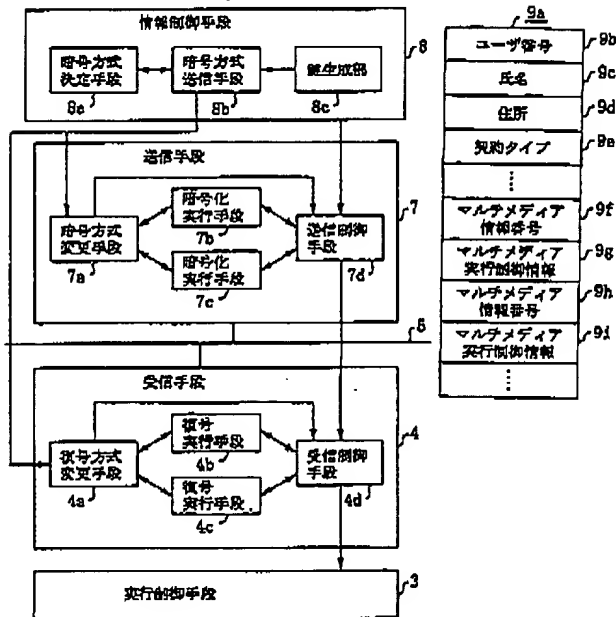 情報制御手段
8
暗号方式
決定手段
8a
暗号方式
送信手段
8b
鍵生成部
8c
送信手段
7
暗号方式
変更手段
7a
暗号化
実行手段
7b
暗号化
実行手段
7c
送信制御
手段
7d
6
受信手段
4
復号方式
変更手段
4a
復号
実行手段
4b
復号
実行手段
4c
受信制御
手段
4d
実行制御手段
3
9a
ユーザ番号
9b
氏名
9c
住所
9d
契約タイプ
9e
マルチメディア
情報番号
9f
マルチメディア
実行制御情報
9g
マルチメディア
情報番号
9h
マルチメディア
実行制御情報
9i